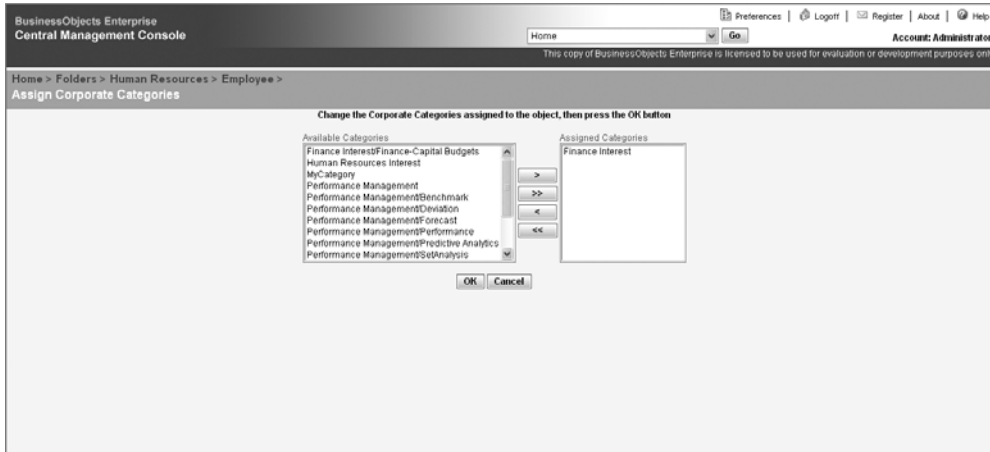 BusinessObjects Enterprise
Central Management Console
Preferences | Logoff | Register | About | Help
Home Go
Account: Administrator
This copy of BusinessObjects Enterprise is licensed to be used for evaluation or development purposes onl
Home > Folders > Human Resources > Employee >
Assign Corporate Categories
Change the Corporate Categories assigned to the object, then press the OK button
Available Categories
Finance Interest/Finance-Capital Budgets
Human Resources Interest
MyCategory
Performance Management
Performance Management/Benchmark
Performance Management/Deviation
Performance Management/Forecast
Performance Management/Performance
Performance Management/Predictive Analytics
Performance Management/SetAnalysis
>
>>
<
<<
Assigned Categories
Finance Interest
OK Cancel